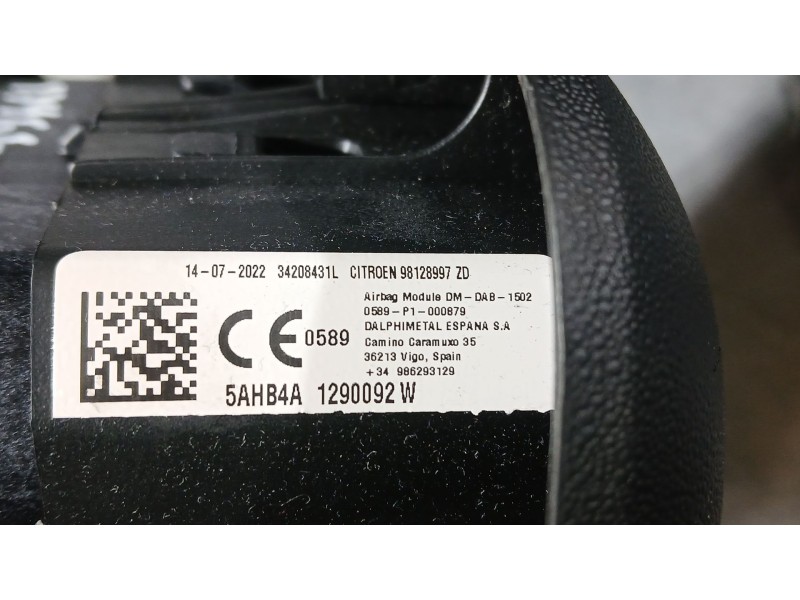 14-07-2022 34208431L CITROEN 98128997 ZD
Airbag Module DM-DAB-1502
0589-P1-000879
DALPHIMETAL ESPANA S.A
Camino Caramuxo 35
36213 Vigo, Spain
+34 986293129
CE 0589
5AHB4A 1290092 W